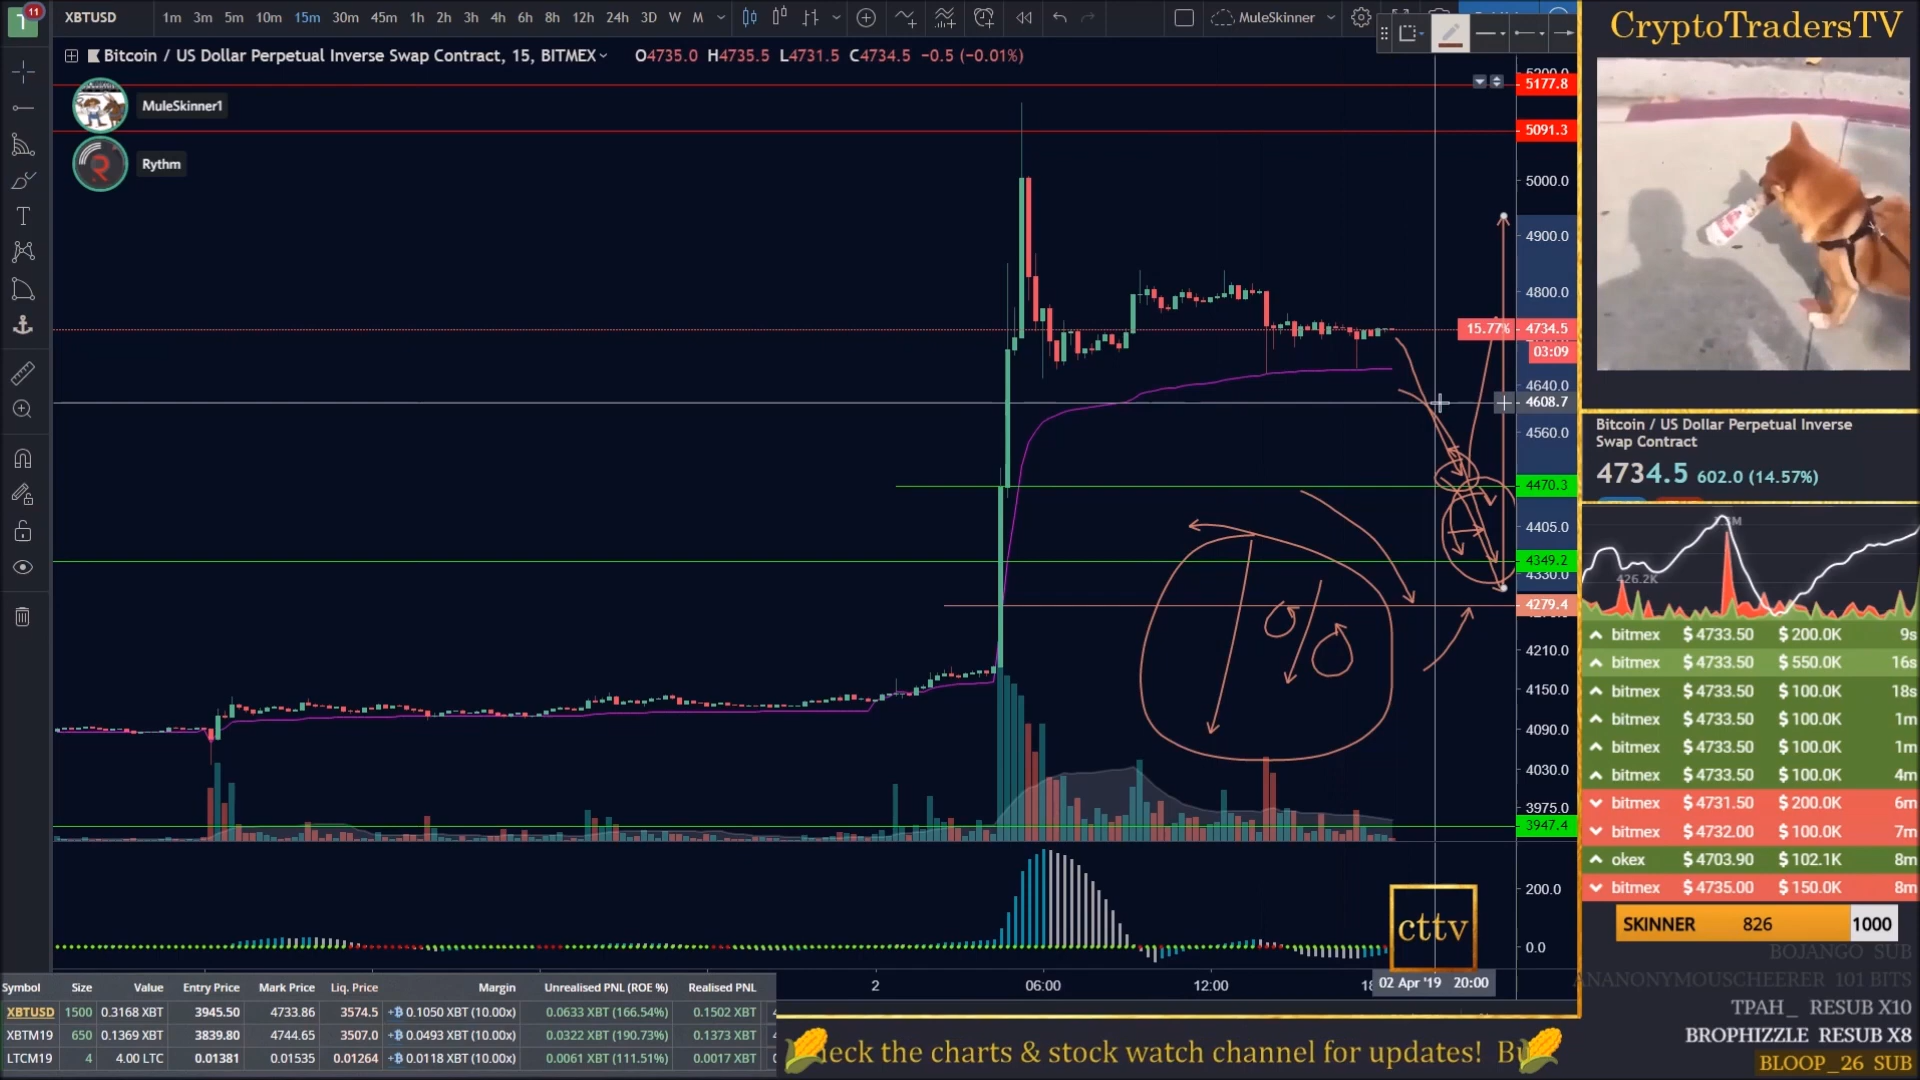 11
XBTUSD 1m 3m 5m 10m 15m 30m 45m 1h 2h 3h 4h 6h 8h 12h 24h 3D W M MuleSkinner
Bitcoin / US Dollar Perpetual Inverse Swap Contract, 15, BITMEX O4735.0 H4735.5 L4731.5 C4734.5 -0.5 (-0.01%)
MuleSkinner1
Rythm
5200.0
5177.8
5091.3
5000.0
4900.0
4800.0
15.77% 4734.5
03:09
4640.0
4608.7
4560.0
4470.3
4405.0
4349.2
4330.0
4279.4
4210.0
4150.0
4090.0
4030.0
3975.0
3947.4
200.0
0.0
%
cttv
2 06:00 12:00 18 02 Apr '19 20:00
Symbol Size Value Entry Price Mark Price Liq. Price Margin Unrealised PNL (ROE %) Realised PNL
XBTUSD 1500 0.3168 XBT 3945.50 4733.86 3574.5 0.1050 XBT (10.00x) 0.0633 XBT (166.54%) 0.1502 XBT
XBTM19 650 0.1369 XBT 3839.80 4744.65 3507.0 0.0493 XBT (10.00x) 0.0322 XBT (190.73%) 0.1373 XBT
LTCM19 4 4.00 LTC 0.01381 0.01535 0.01264 0.0118 XBT (10.00x) 0.0061 XBT (111.51%) 0.0017 XBT
eck the charts & stock watch channel for updates!
CryptoTradersTV
Bitcoin / US Dollar Perpetual Inverse
Swap Contract
4734.5 602.0 (14.57%)
426.2K
bitmex $ 4733.50 $ 200.0K 9s
bitmex $ 4733.50 $ 550.0K 16s
bitmex $ 4733.50 $ 100.0K 18s
bitmex $ 4733.50 $ 100.0K 1m
bitmex $ 4733.50 $ 100.0K 1m
bitmex $ 4733.50 $ 100.0K 4m
bitmex $ 4731.50 $ 200.0K 6m
bitmex $ 4732.00 $ 100.0K 7m
okex $ 4703.90 $ 102.1K 8m
bitmex $ 4735.00 $ 150.0K 8m
SKINNER 826 1000
BOJANGO SUB
ANANONYMOUSCHEERER 101 BITS
TPAH_ RESUB X10
BROPHIZZLE RESUB X8
BLOOP_26 SUB